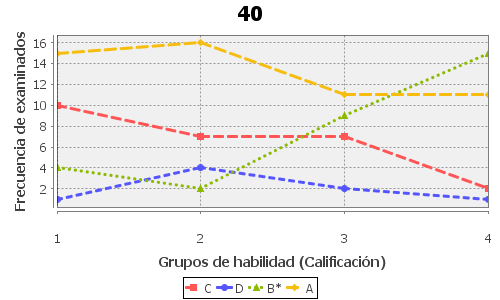 40
Frecuencia de examinados
16
14
12
10
8
6
4
2
1 2 3 4
Grupos de habilidad (Calificación)
C D B* A